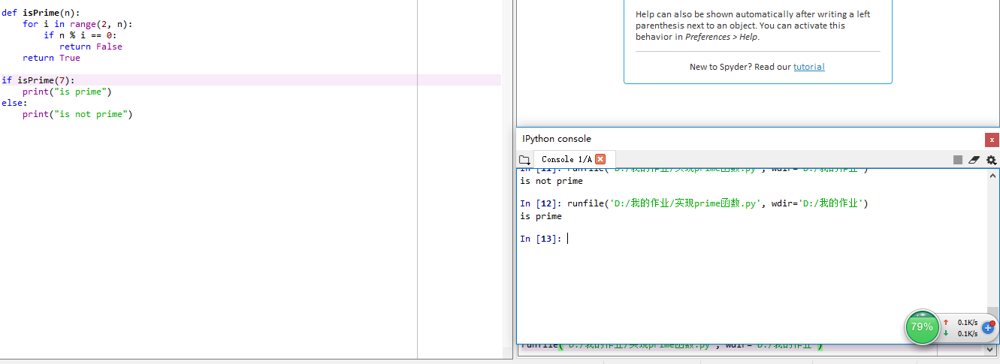 def isPrime(n):
    for i in range(2, n):
        if n % i == 0:
           return False
    return True
if isPrime(7):
    print("is prime")
else:
    print("is not prime")
Help can also be shown automatically after writing a left
parenthesis next to an object. You can activate this
behavior in Preferences > Help.
New to Spyder? Read our tutorial
IPython console
Console 1/A
In [11]: runfile('D:/我的作业/实现prime函数.py', wdir='D:/我的作业')
is not prime
In [12]: runfile('D:/我的作业/实现prime函数.py', wdir='D:/我的作业')
is prime
In [13]:
79%
0.1K/s
0.1K/s
runfile('D:/我的作业/实现prime函数.py', wdir='D:/我的作业')